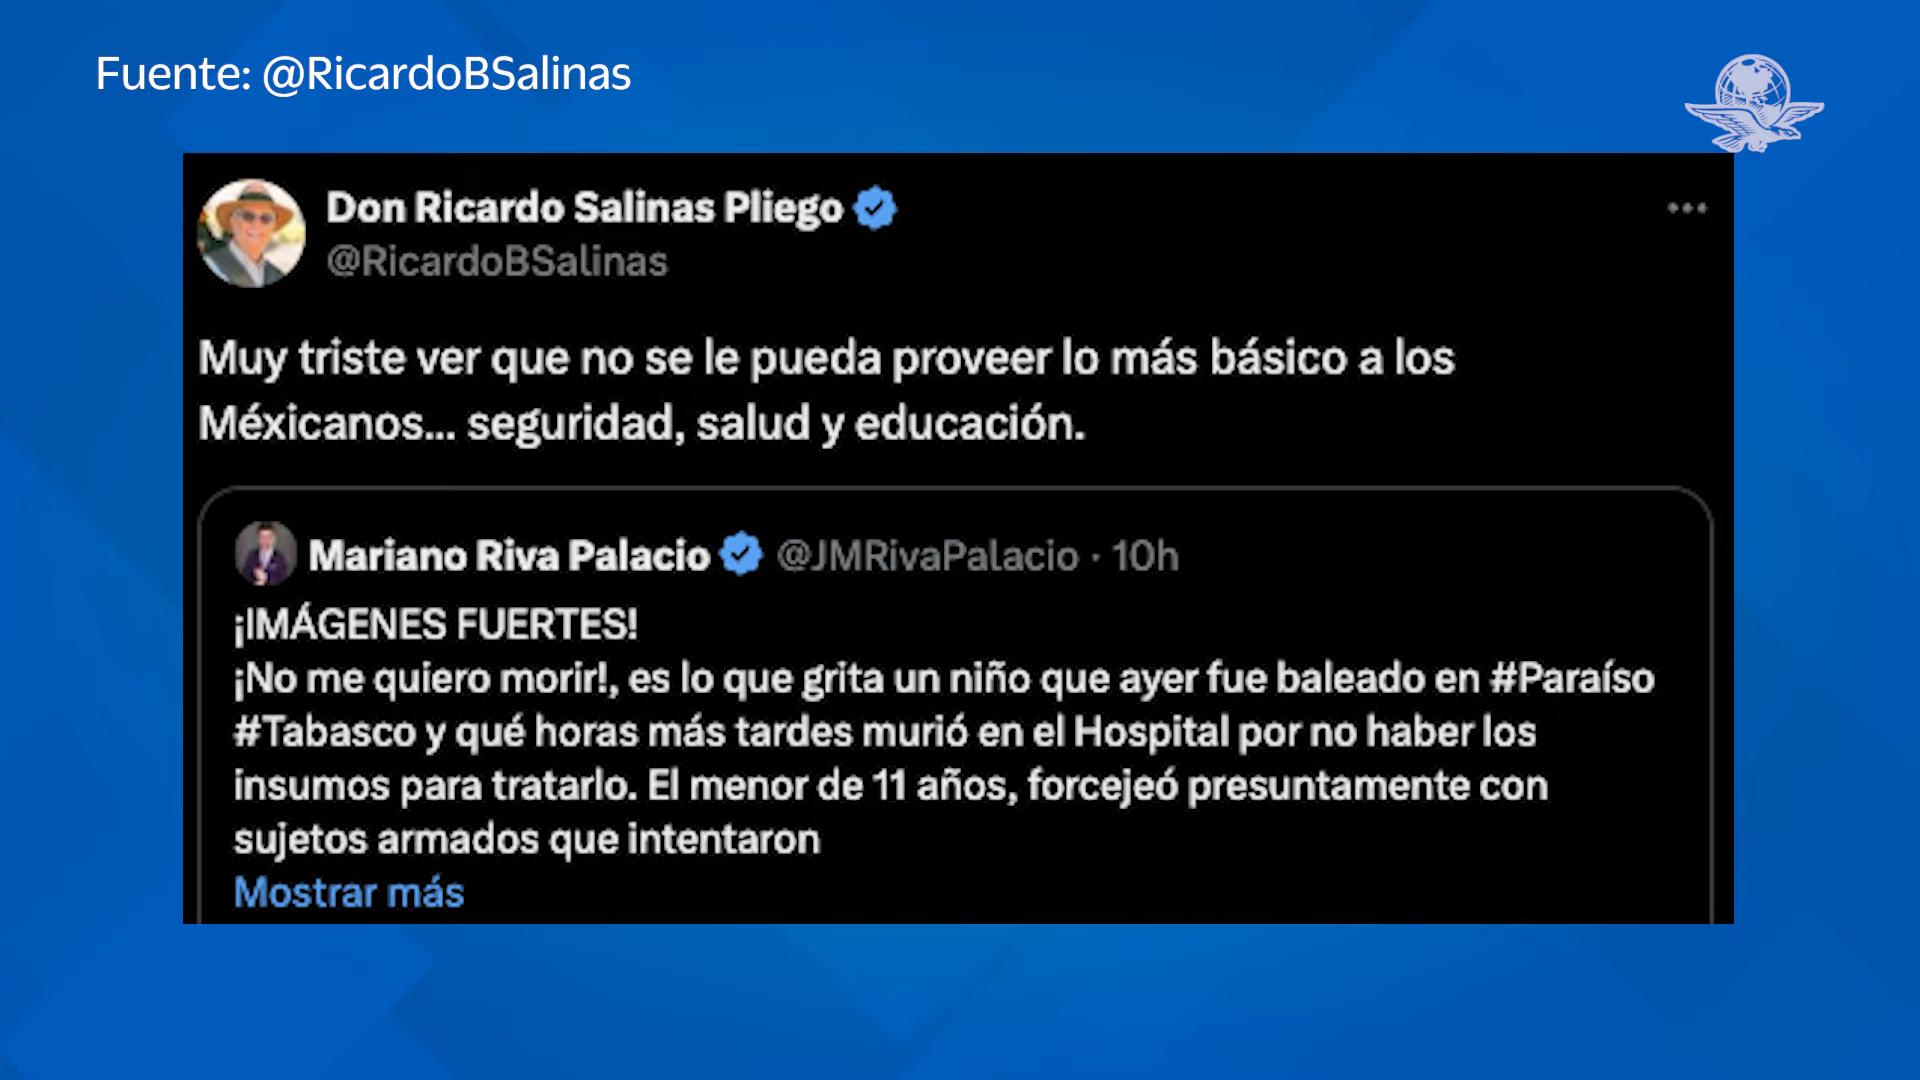 Fuente: @RicardoBSalinas
Don Ricardo Salinas Pliego
@RicardoBSalinas
Muy triste ver que no se le pueda proveer lo más básico a los
Méxicanos... seguridad, salud y educación.
Mariano Riva Palacio @JMRivaPalacio · 10h
¡IMÁGENES FUERTES!
¡No me quiero morir!, es lo que grita un niño que ayer fue baleado en #Paraíso
#Tabasco y qué horas más tardes murió en el Hospital por no haber los
insumos para tratarlo. El menor de 11 años, forcejeó presuntamente con
sujetos armados que intentaron
Mostrar más